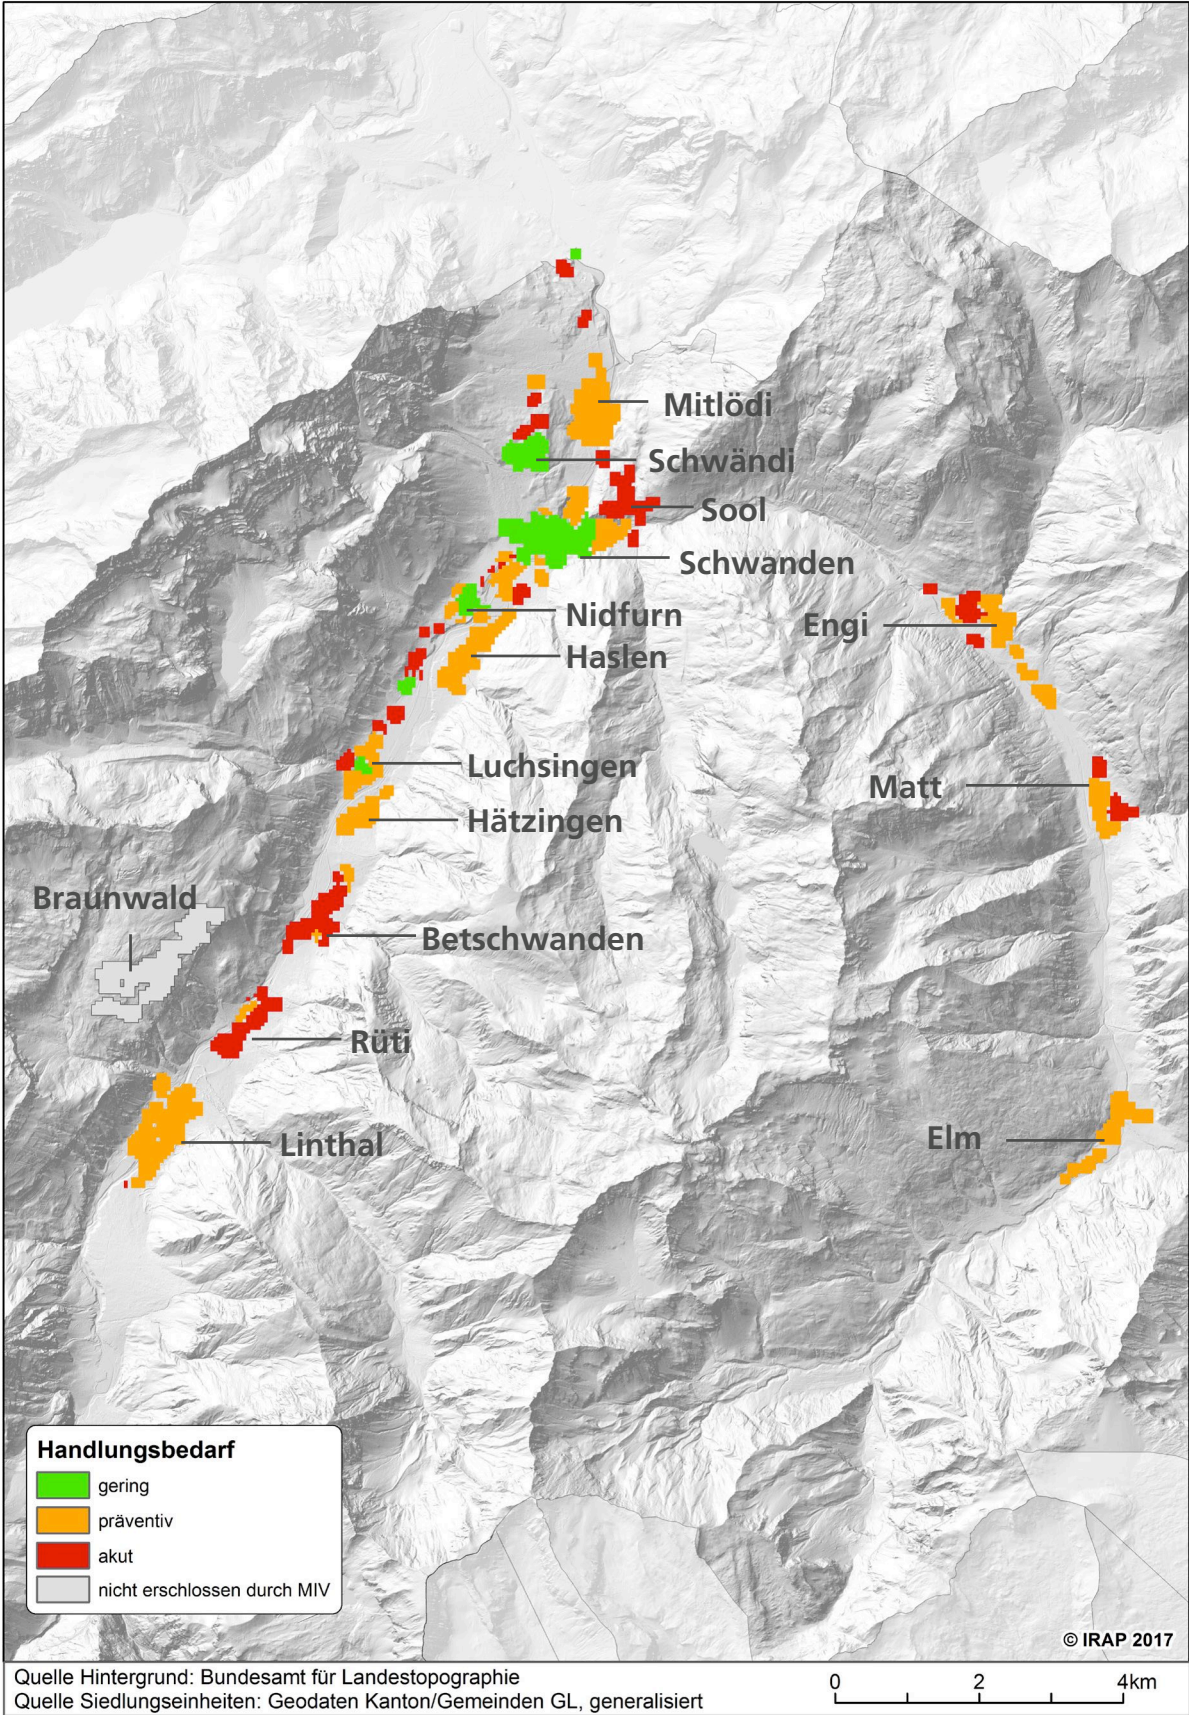 Mitlödi
Schwändi
Sool
Schwanden
Nidfurn
Engi
Haslen
Luchsingen
Matt
Hätzingen
Braunwald
Betschwanden
Rüti
Linthal
Elm
Handlungsbedarf
gering
präventiv
akut
nicht erschlossen durch MIV
© IRAP 2017
Quelle Hintergrund: Bundesamt für Landestopographie
Quelle Siedlungseinheiten: Geodaten Kanton/Gemeinden GL, generalisiert
0 2 4km